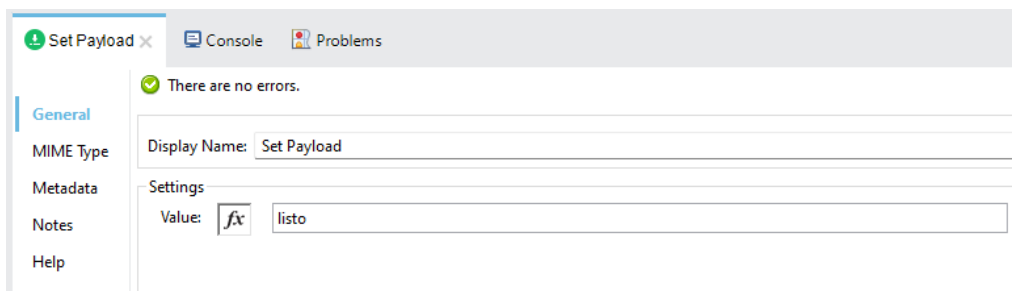 Set Payload
Console
Problems
There are no errors.
General
MIME Type
Metadata
Notes
Help
Display Name: Set Payload
Settings
Value: fx listo